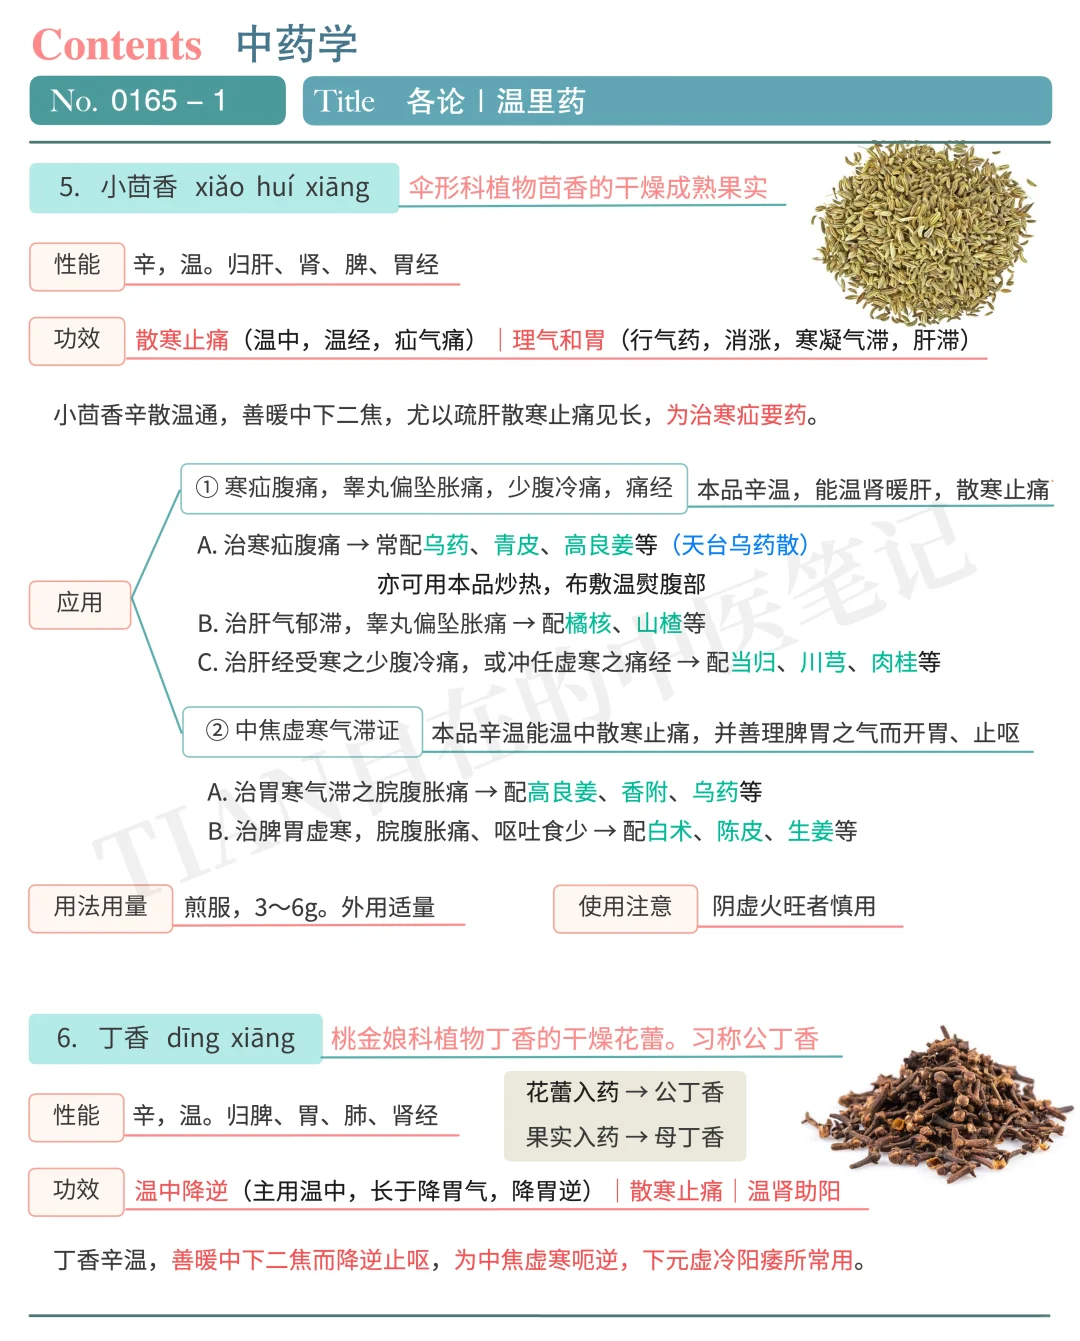 Contents 中药学
No. 0165 – 1 Title 各论 | 温里药
5. 小茴香 xiǎo huí xiāng 伞形科植物茴香的干燥成熟果实
性能 辛，温。归肝、肾、脾、胃经
功效 散寒止痛（温中，温经，疝气痛）｜理气和胃（行气药，消涨，寒凝气滞，肝滞）
小茴香辛散温通，善暖中下二焦，尤以疏肝散寒止痛见长，为治寒疝要药。
① 寒疝腹痛，睾丸偏坠胀痛，少腹冷痛，痛经 本品辛温，能温肾暖肝，散寒止痛
A. 治寒疝腹痛 → 常配乌药、青皮、高良姜等（天台乌药散）
亦可用本品炒热，布敷温熨腹部
应用
B. 治肝气郁滞，睾丸偏坠胀痛 → 配橘核、山楂等
C. 治肝经受寒之少腹冷痛，或冲任虚寒之痛经 → 配当归、川芎、肉桂等
② 中焦虚寒气滞证 本品辛温能温中散寒止痛，并善理脾胃之气而开胃、止呕
A. 治胃寒气滞之脘腹胀痛 → 配高良姜、香附、乌药等
B. 治脾胃虚寒，脘腹胀痛、呕吐食少 → 配白术、陈皮、生姜等
用法用量 煎服，3～6g。外用适量 使用注意 阴虚火旺者慎用
6. 丁香 dīng xiāng 桃金娘科植物丁香的干燥花蕾。习称公丁香
花蕾入药 → 公丁香
性能 辛，温。归脾、胃、肺、肾经
果实入药 → 母丁香
功效 温中降逆（主用温中，长于降胃气，降胃逆）｜散寒止痛｜温肾助阳
丁香辛温，善暖中下二焦而降逆止呕，为中焦虚寒呃逆，下元虚冷阳痿所常用。
TIAN自在的中医笔记